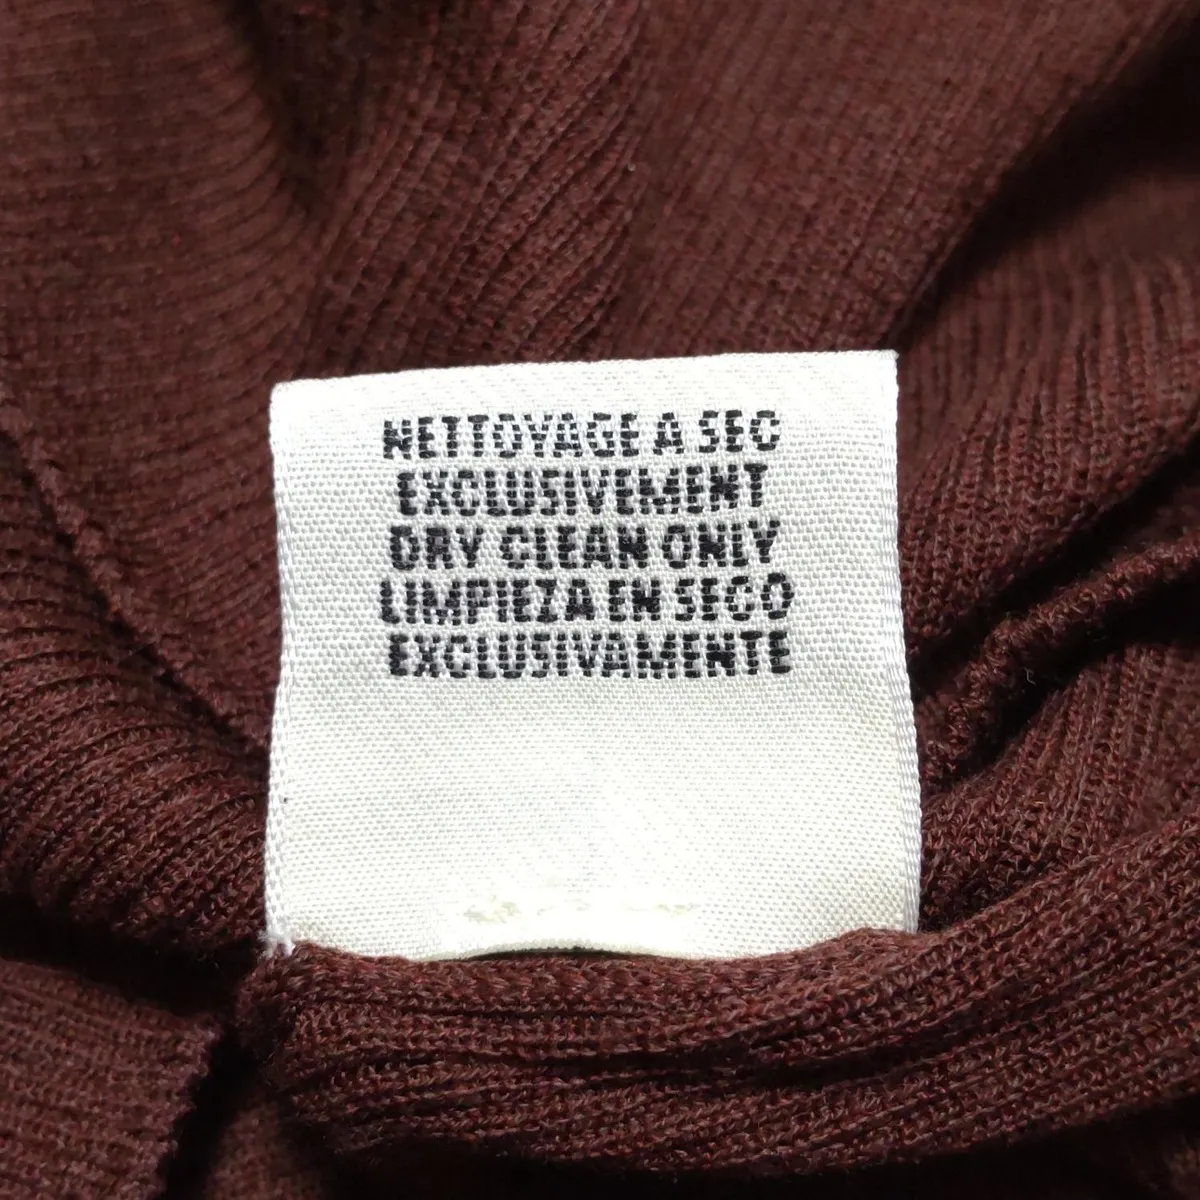 NETTOYAGE A SEC
EXCLUSIVEMENT
DRY CLEAN ONLY
LIMPIEZA EN SECO
EXCLUSIVAMENTE